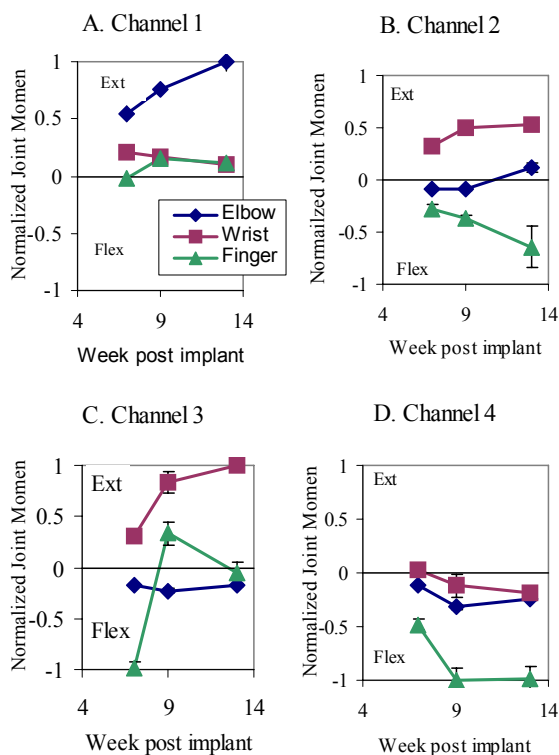 A. Channel 1
Normalized Joint Momen
1
0.5
0
-0.5
-1
Ext
Flex
Elbow
Wrist
Finger
4
9
14
Week post implant
B. Channel 2
Normailzed Joint Momen
1
0.5
0
-0.5
-1
Ext
Flex
4
9
14
Week post implant
C. Channel 3
Normalized Joint Momen
1
0.5
0
-0.5
-1
Ext
Flex
4
9
14
Week post implant
D. Channel 4
Normalized Joint Momen
1
0.5
0
-0.5
-1
Ext
Flex
4
9
14
Week post implant